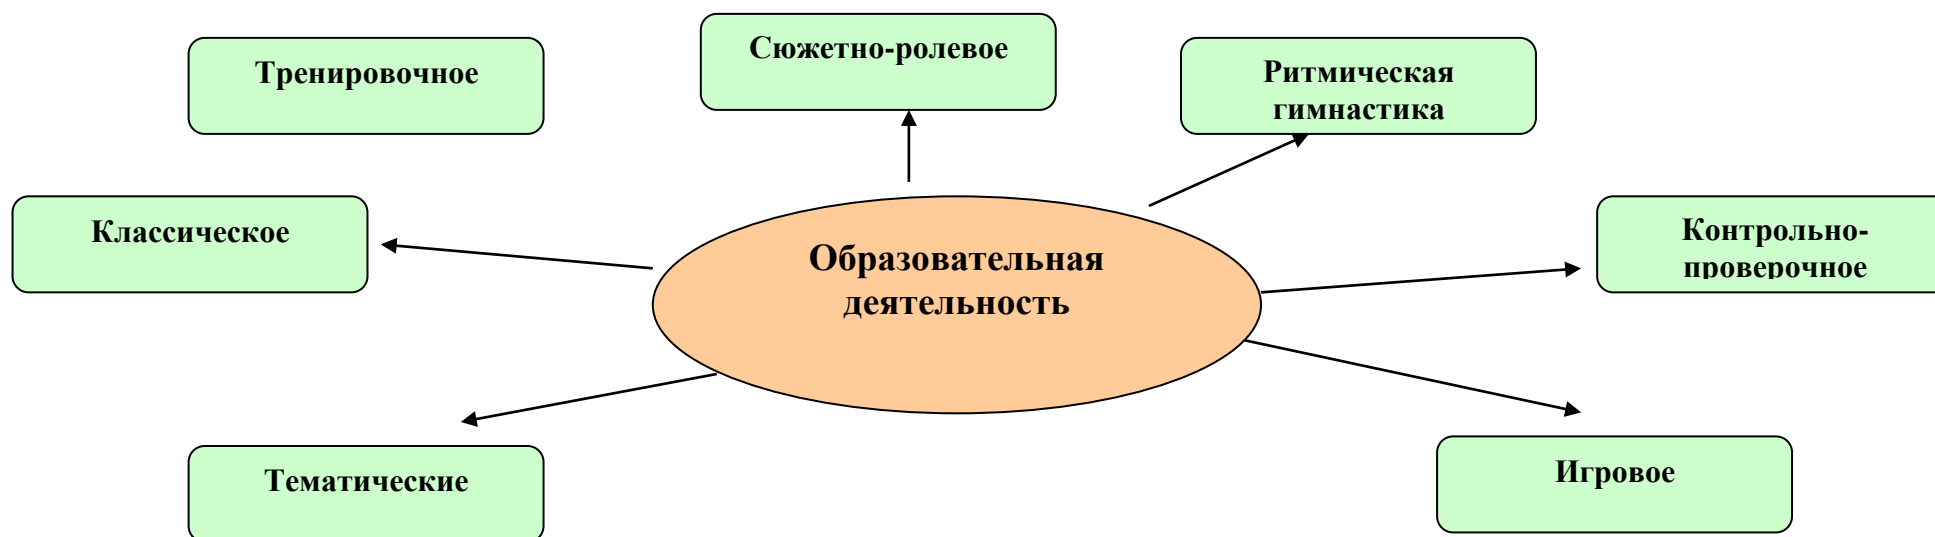 Сюжетно-ролевое
Тренировочное
Ритмическая
гимнастика
Классическое
Контрольно-
проверочное
Образовательная
деятельность
Тематические
Игровое